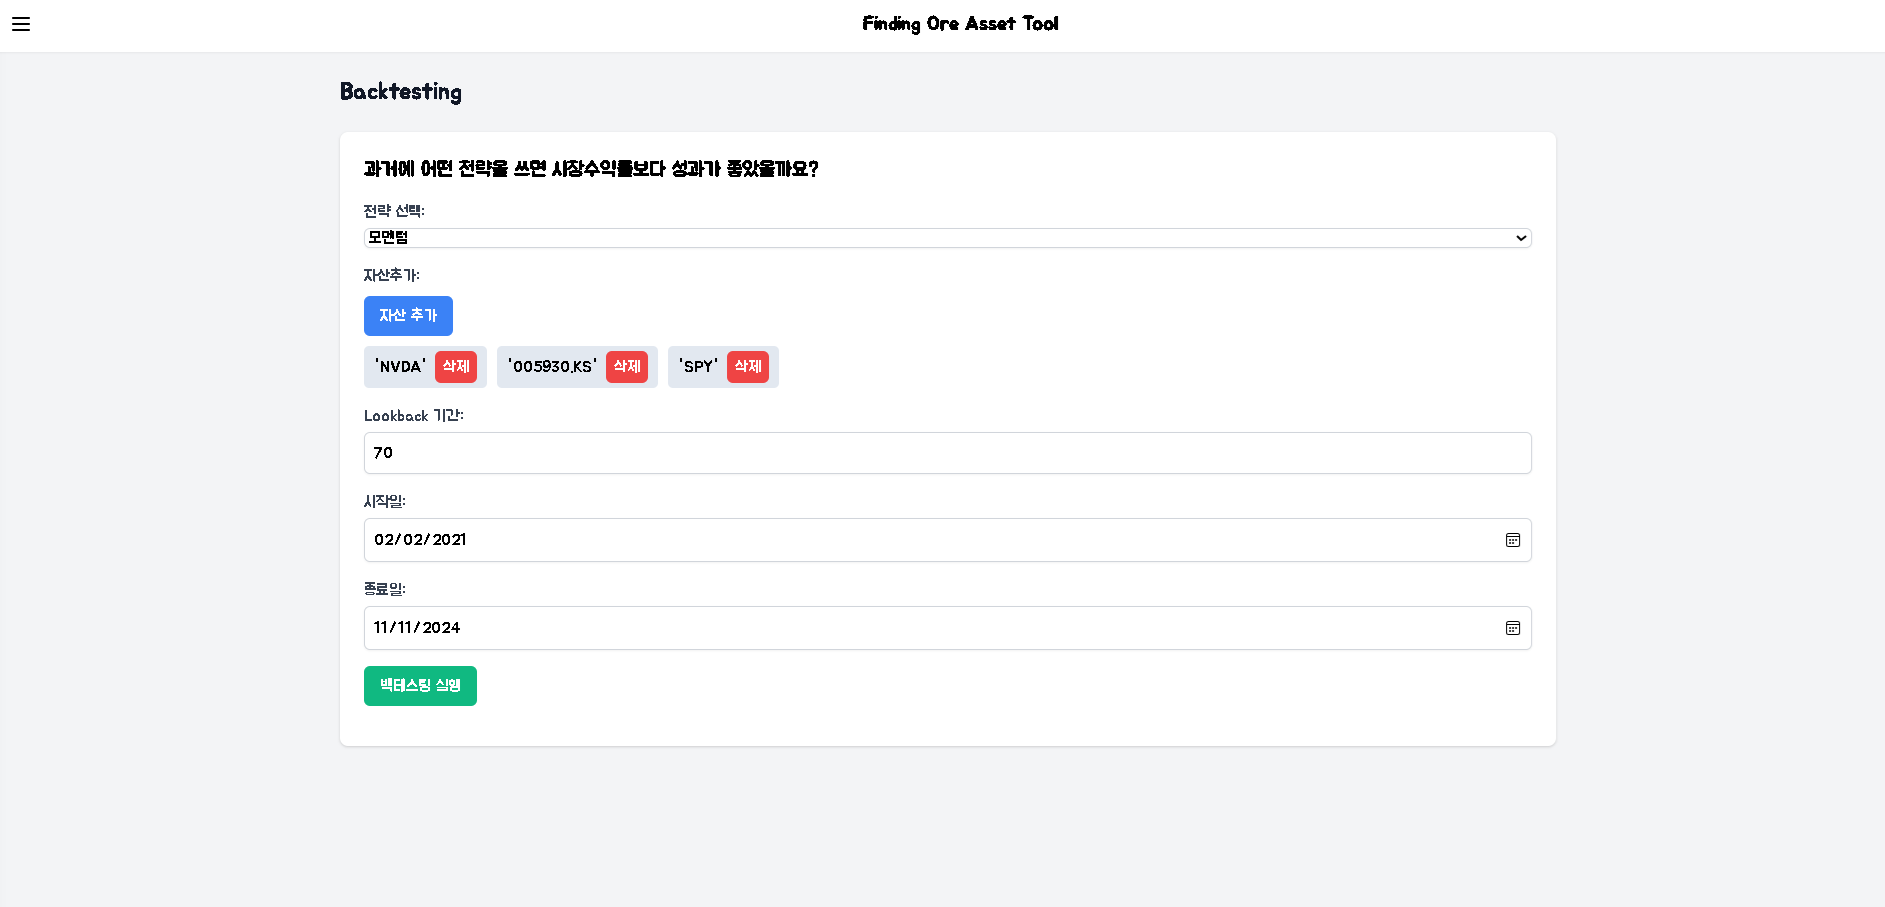 Finding Ore Asset Tool
Backtesting
과거에 어떤 전략을 쓰면 시장수익률보다 성과가 좋았을까요?
전략 선택:
모멘텀
자산추가:
자산 추가
'NVDA' 삭제 '005930.KS' 삭제 'SPY' 삭제
Lookback 기간:
70
시작일:
02/02/2021
종료일:
11/11/2024
백테스팅 실행